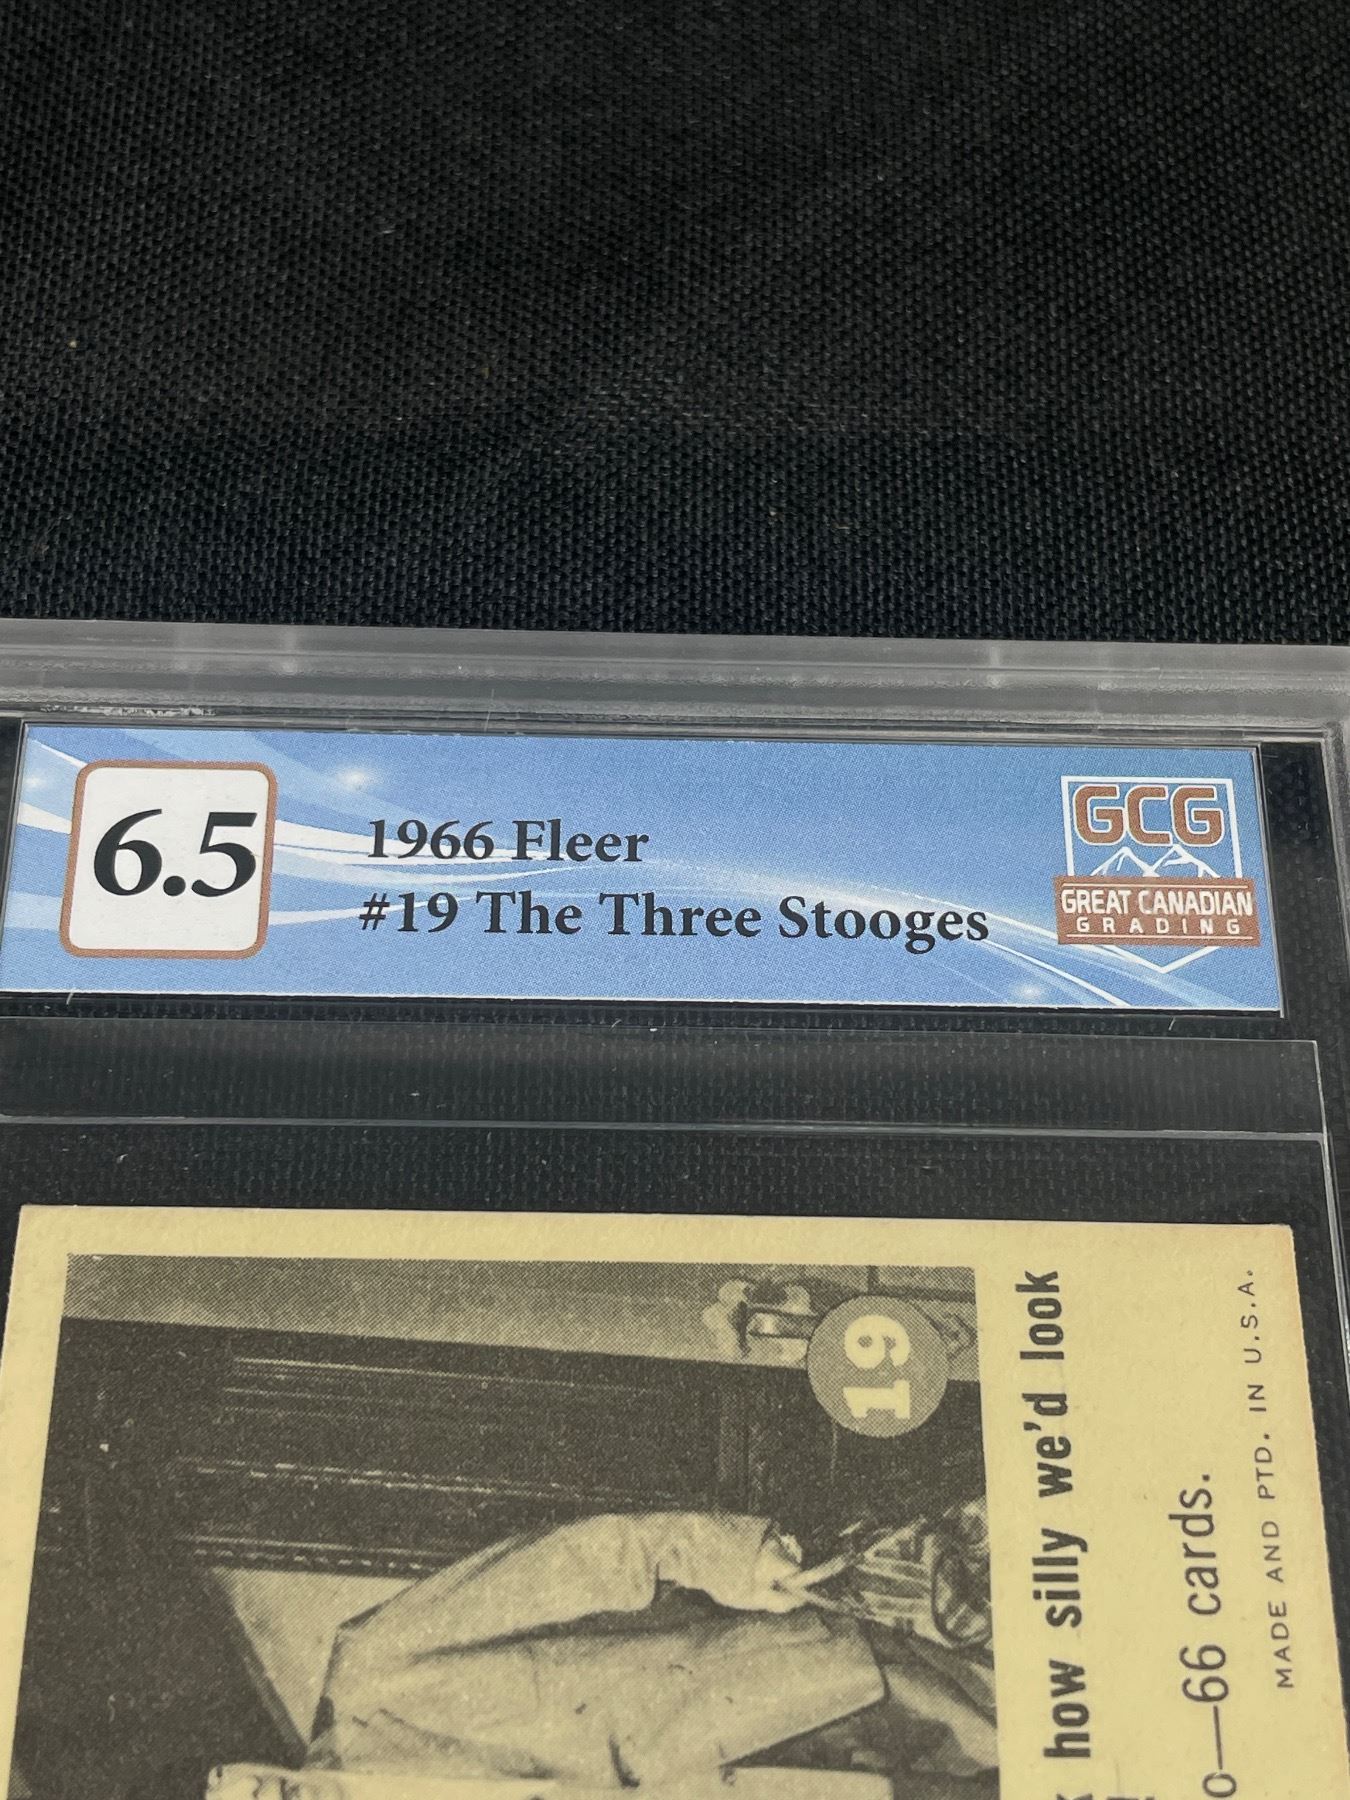 6.5
1966 Fleer
#19 The Three Stooges
GCG
GREAT CANADIAN
GRADING
19
how silly we'd look
—66 cards.
MADE AND PTD. IN U.S.A.